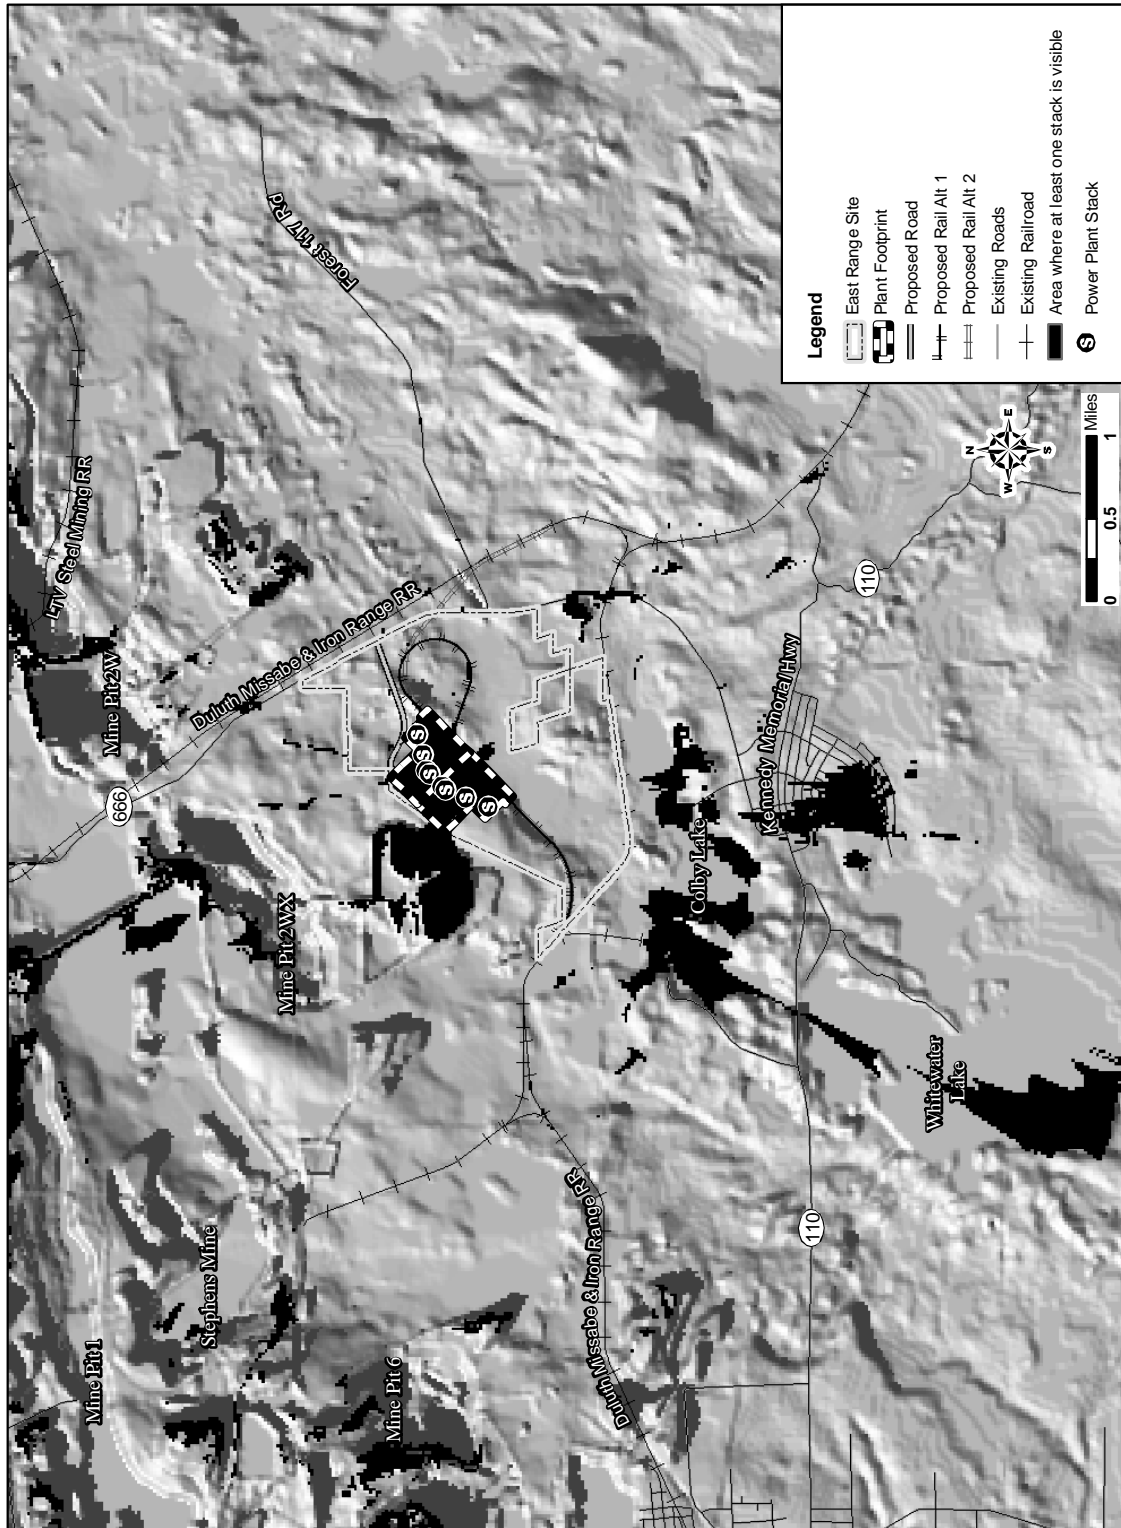 Mine Pit 1
Stephens Mine
Mine Pit 6
Mine Pit 2WX
666
Mine Pit 2W
LTV Steel Mining RR
Duluth Missabe & Iron Range RR
Forest 117 Rd
S
S
S
S
S
S
Duluth Missabe & Iron Range RR
Colby Lake
Kennedy Memorial Hwy
110
110
Whitewater
Lake
N
W
E
S
0
0.5
1
Miles
Legend
East Range Site
Plant Footprint
Proposed Road
Proposed Rail Alt 1
Proposed Rail Alt 2
Existing Roads
Existing Railroad
Area where at least one stack is visible
S
Power Plant Stack